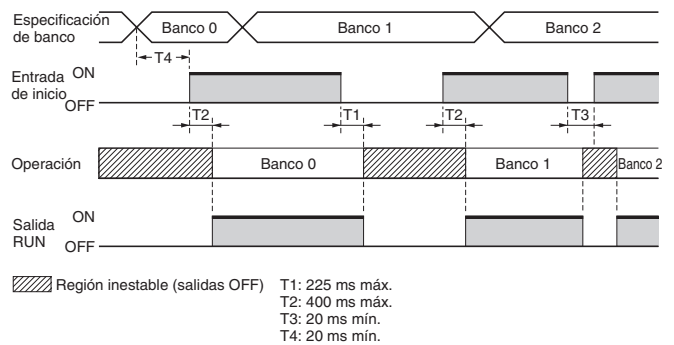 Especificación
de banco
Banco 0
Banco 1
Banco 2
T4
Entrada
de inicio
ON
OFF
T2
T1
T2
T3
Operación
Banco 0
Banco 1
Banco 2
Salida
RUN
ON
OFF
Región inestable (salidas OFF)
T1: 225 ms máx.
T2: 400 ms máx.
T3: 20 ms mín.
T4: 20 ms mín.